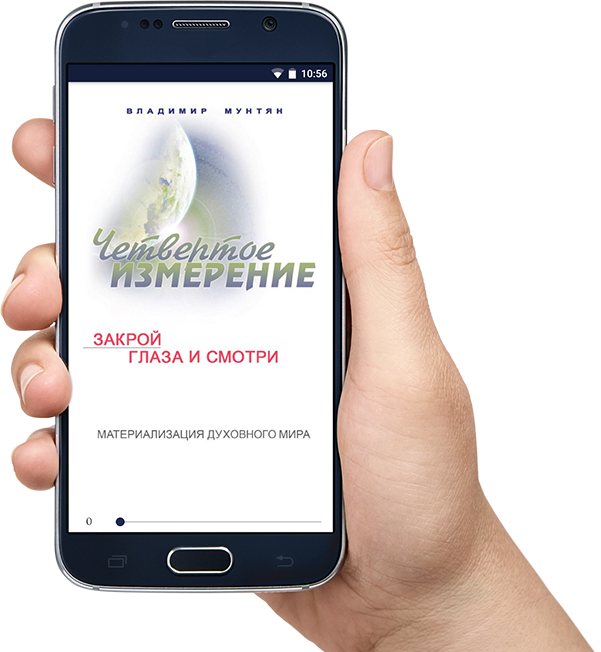 10:56
ВЛАДИМИР МУНТЯН
Четвертое
ИЗМЕРЕНИЕ
ЗАКРОЙ
ГЛАЗА И СМОТРИ
МАТЕРИАЛИЗАЦИЯ ДУХОВНОГО МИРА
0